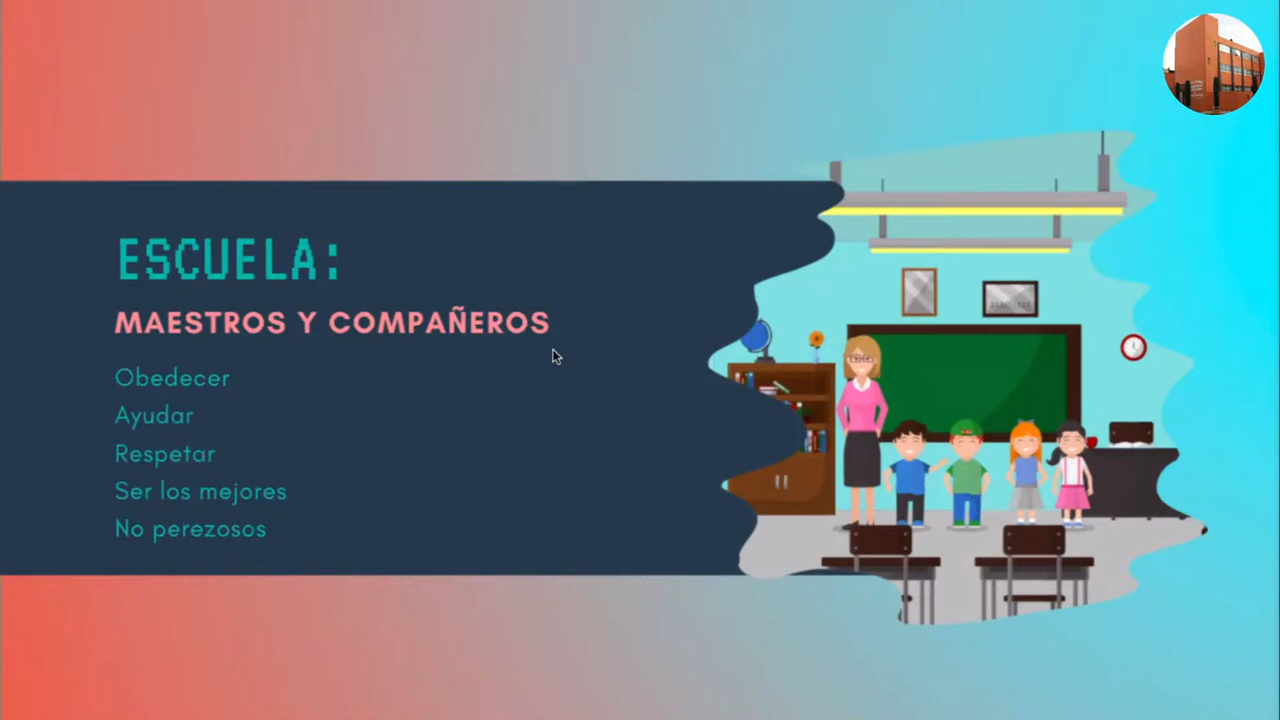 ESCUELA:
MAESTROS Y COMPAÑEROS
Obedecer
Ayudar
Respetar
Ser los mejores
No perezosos